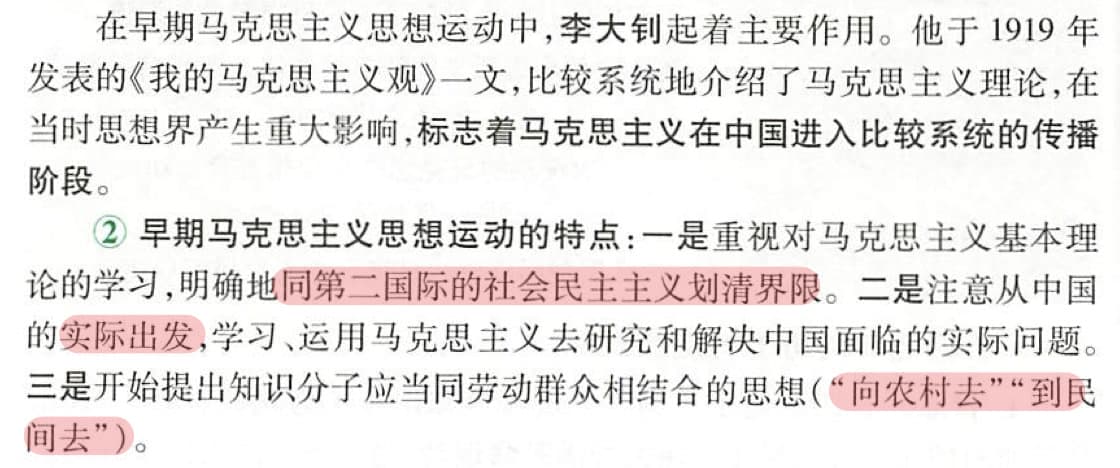 在早期马克思主义思想运动中,李大钊起着主要作用。他于 1919 年
发表的《我的马克思主义观》一文,比较系统地介绍了马克思主义理论,在
当时思想界产生重大影响,标志着马克思主义在中国进入比较系统的传播
阶段。
② 早期马克思主义思想运动的特点:一是重视对马克思主义基本理
论的学习,明确地同第二国际的社会民主主义划清界限。二是注意从中国
的实际出发,学习、运用马克思主义去研究和解决中国面临的实际问题。
三是开始提出知识分子应当同劳动群众相结合的思想(“向农村去”“到民
间去”)。